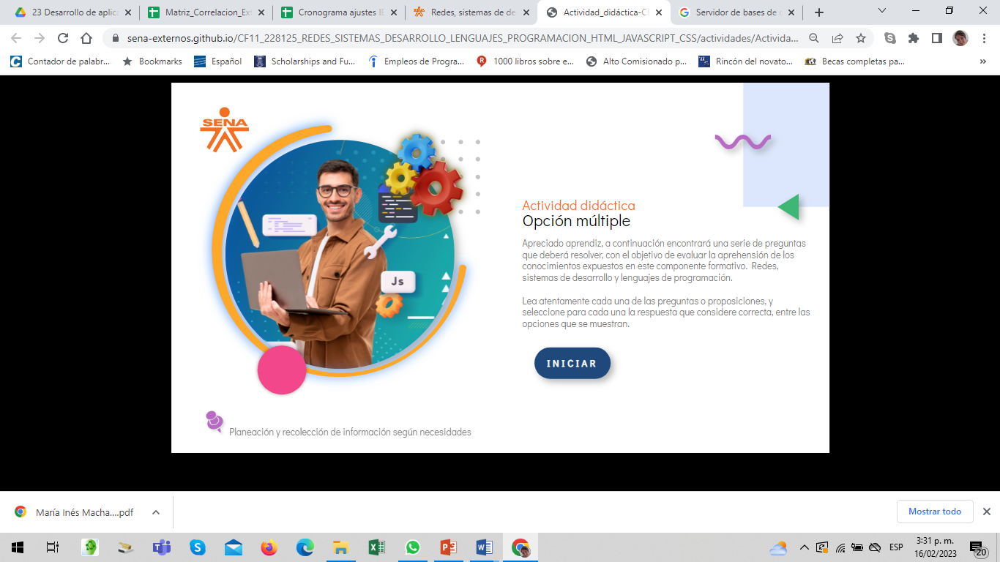 23 Desarrollo de aplica
Matriz_Correlacion_Ext
Cronograma ajustes IE
Redes, sistemas de de
Actividad_didáctica-CF
Servidor de bases de d
sena-externos.github.io/CF11_228125_REDES_SISTEMAS_DESARROLLO_LENGUAJES_PROGRAMACION_HTML_JAVASCRIPT_CSS/actividades/Activida...
Contador de palabr...
Bookmarks
Español
Scholarships and Fu...
Empleos de Progra...
1000 libros sobre e...
Alto Comisionado p...
Rincón del novato...
Becas completas pa...
SENA
Js
Actividad didáctica
Opción múltiple
Apreciado aprendiz, a continuación encontrará una serie de preguntas
que deberá resolver, con el objetivo de evaluar la aprehensión de los
conocimientos expuestos en este componente formativo. Redes,
sistemas de desarrollo y lenguajes de programación.
Lea atentamente cada una de las preguntas o proposiciones, y
seleccione para cada una la respuesta que considere correcta, entre las
opciones que se muestran.
INICIAR
Planeación y recolección de información según necesidades
María Inés Macha....pdf
Mostrar todo
ESP
3:31 p. m.
16/02/2023
20